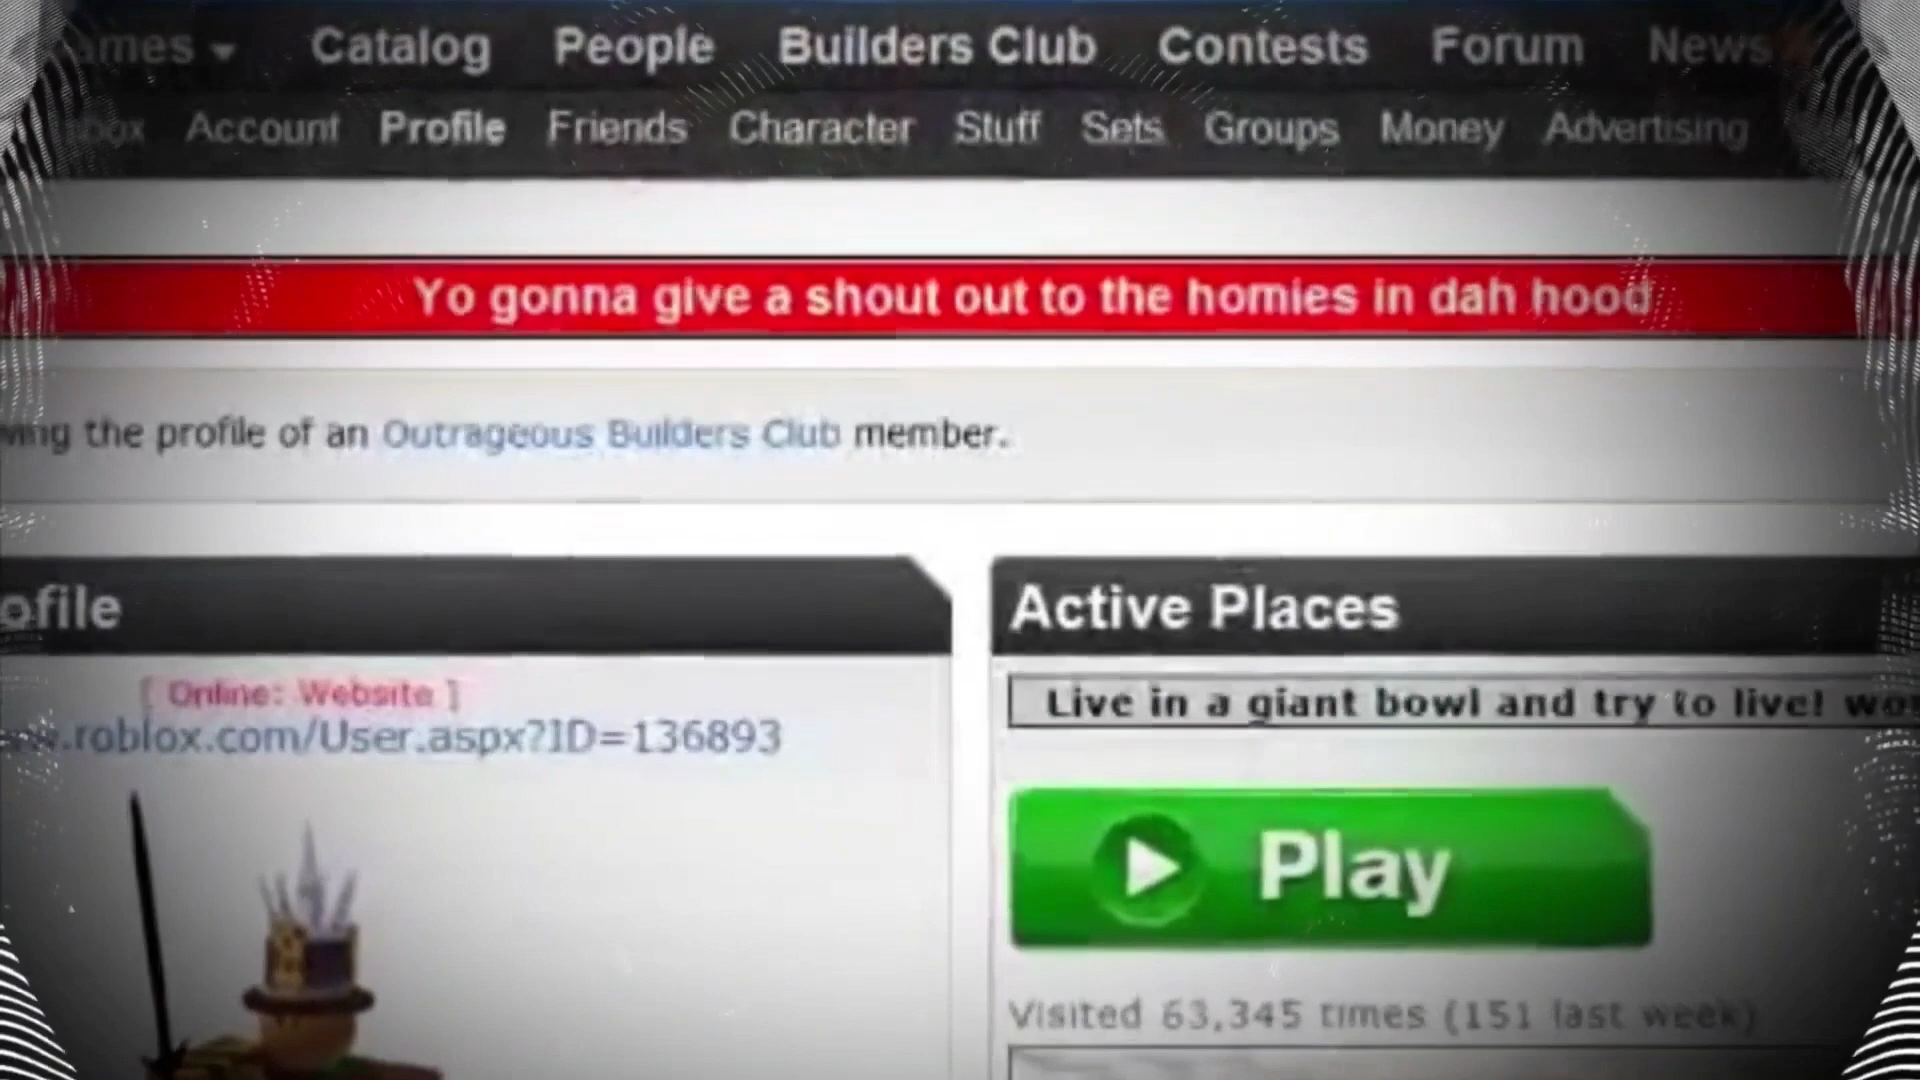 Catalog People Builders Club Contests Forum News
Account Profile Friends Character Stuff Sets Groups Money Advertising
Yo gonna give a shout out to the homies in dah hood
the profile of an Outrageous Builders Club member.
ofile
Active Places
[ Online: Website ]
.roblox.com/User.aspx?ID=136893
Live in a giant bowl and try to live!
Play
Visited 63,345 times (151 last week)